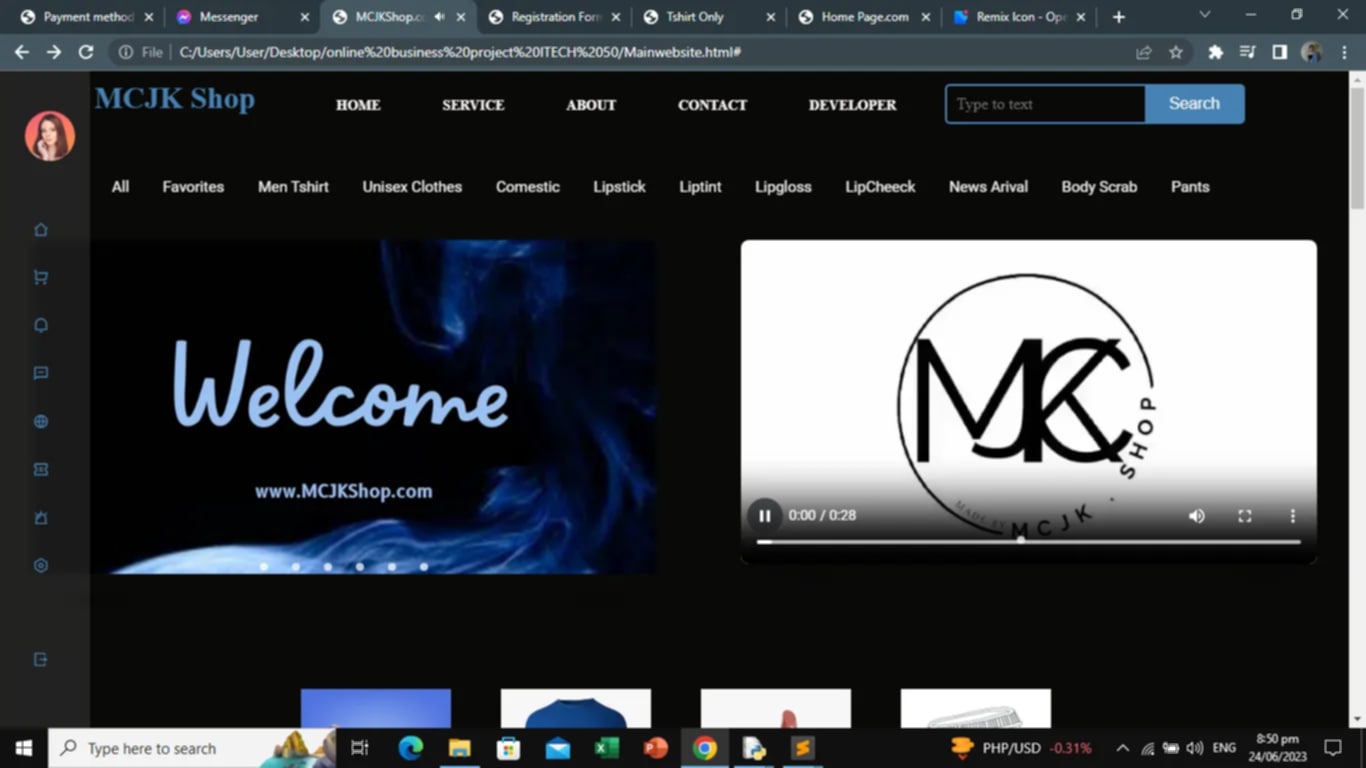 Payment method
Messenger
MCJKShop.c
Registration For
Tshirt Only
Home Page.com
Remix Icon - Ope
File
C:/Users/User/Desktop/online%20business%20project%20ITECH%2050/Mainwebsite.html#
MCJK Shop
HOME
SERVICE
ABOUT
CONTACT
DEVELOPER
Type to text
Search
All
Favorites
Men Tshirt
Unisex Clothes
Comestic
Lipstick
Liptint
Lipgloss
LipCheeck
News Arival
Body Scrab
Pants
Welcome
www.MCJKShop.com
MJKC
SHOP
MADE BY MCJK .
0:00 / 0:28
Type here to search
PHP/USD -0.31%
ENG
8:50 pm
24/06/2023